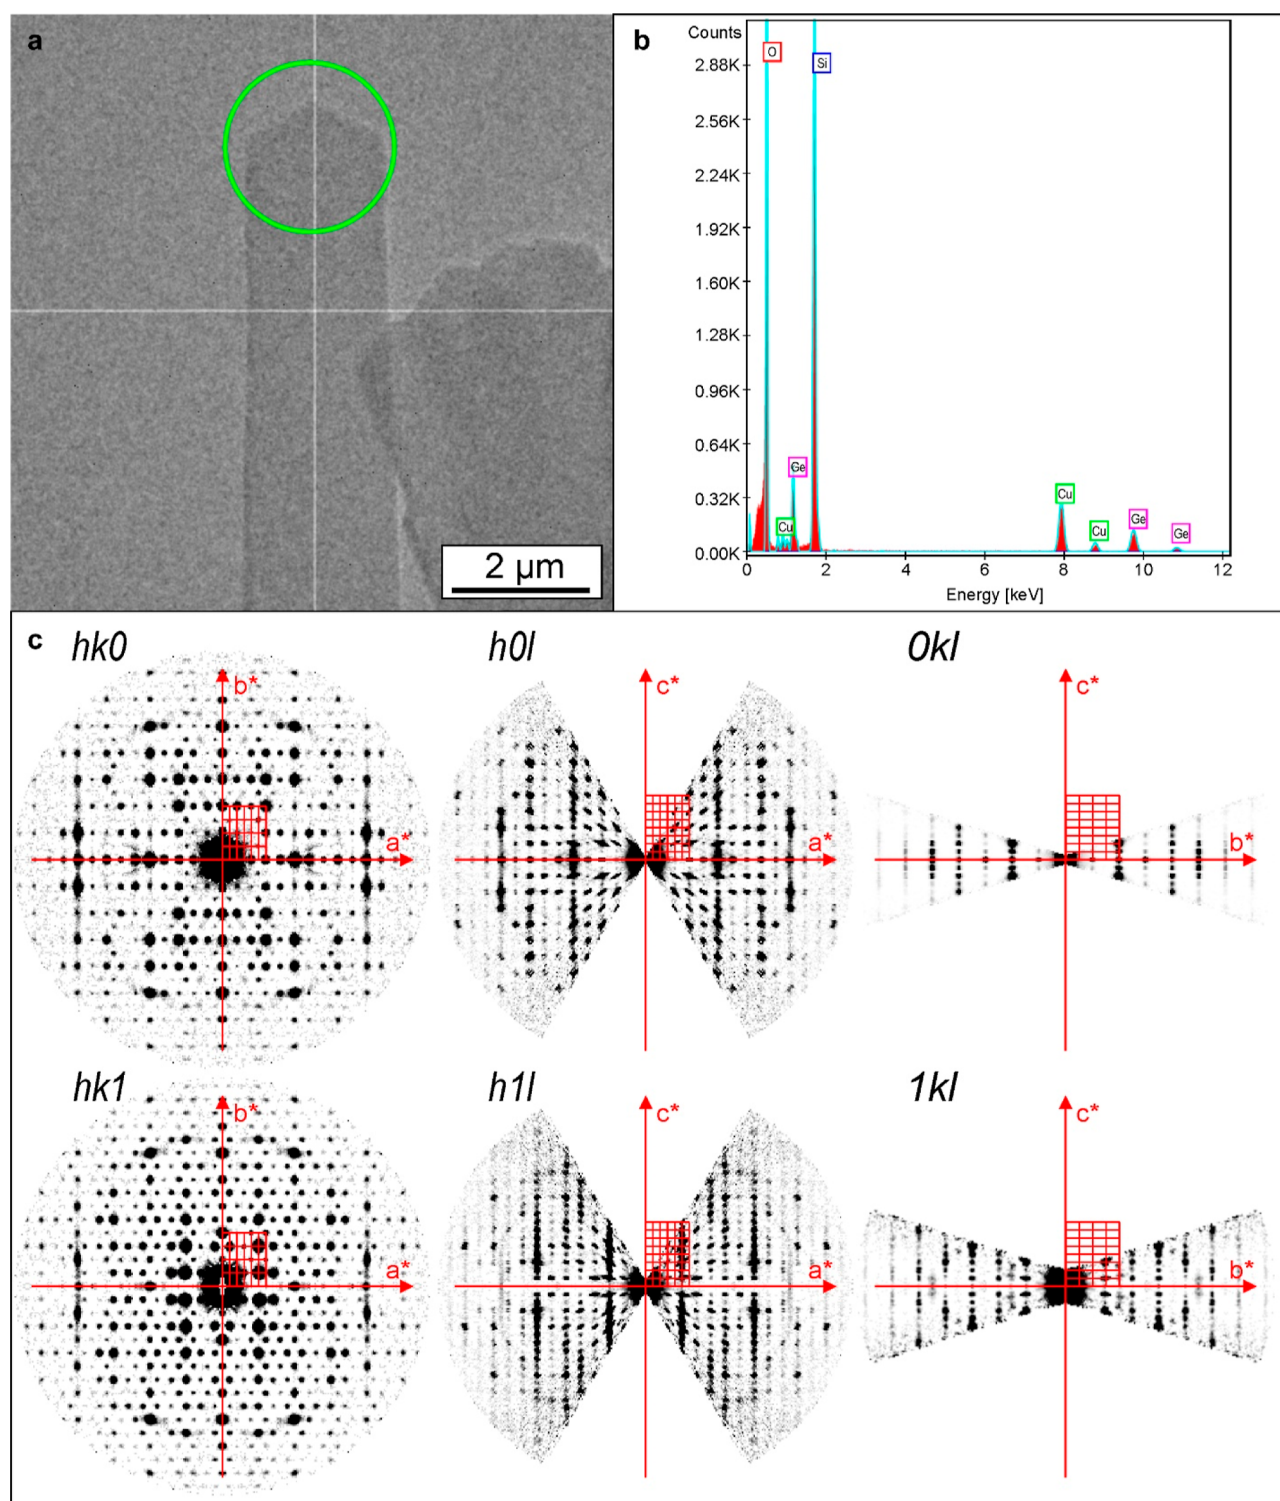 a
2 µm
b
Counts
2.88K
2.56K
2.24K
1.92K
1.60K
1.28K
0.96K
0.64K
0.32K
0.00K
O
Si
Ge
Cu
Cu
Cu
Ge
Ge
0 2 4 6 8 10 12
Energy [keV]
c
hk0
b*
a*
h0l
c*
a*
0kl
c*
b*
hk1
b*
a*
h1l
c*
a*
1kl
c*
b*